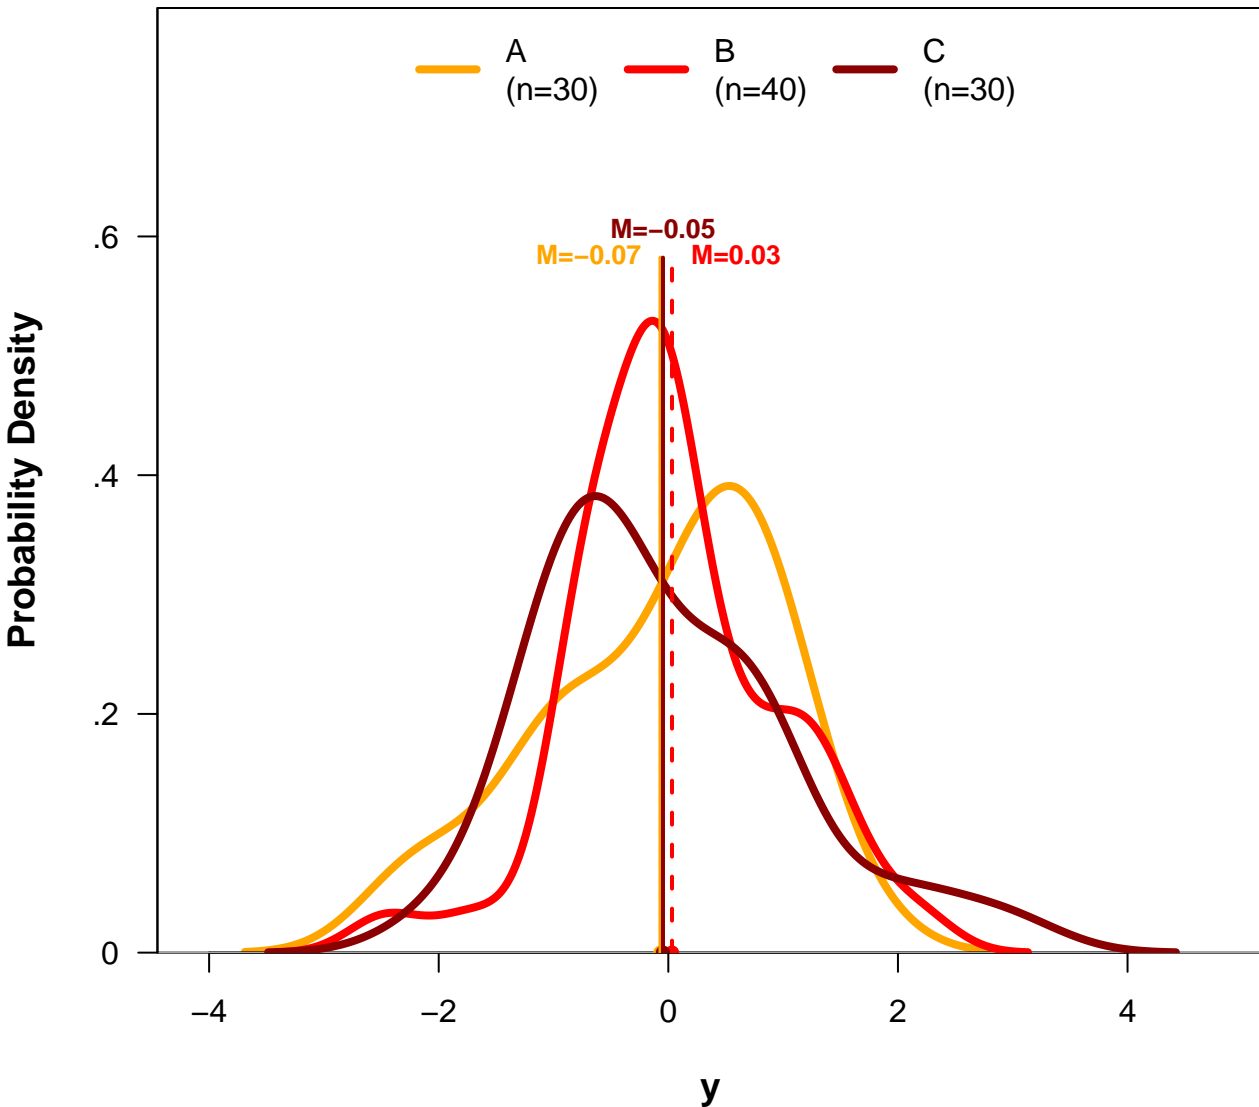 A
(n=30)
B
(n=40)
C
(n=30)
M=−0.05
M=−0.07
M=0.03
Probability Density
.6
.4
.2
0
−4
−2
0
2
4
y